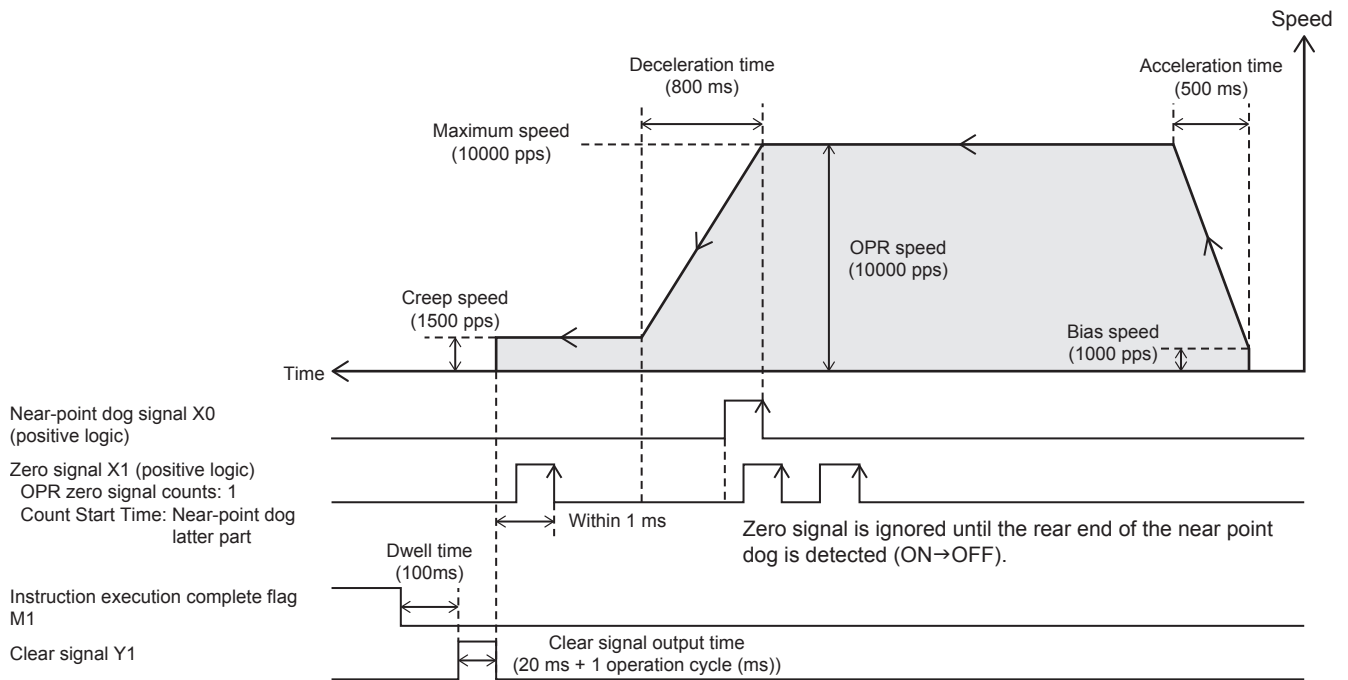 Speed
Deceleration time
(800 ms)
Acceleration time
(500 ms)
Maximum speed
(10000 pps)
OPR speed
(10000 pps)
Creep speed
(1500 pps)
Bias speed
(1000 pps)
Time
Near-point dog signal X0
(positive logic)
Zero signal X1 (positive logic)
OPR zero signal counts: 1
Count Start Time: Near-point dog
latter part
Within 1 ms
Zero signal is ignored until the rear end of the near point
dog is detected (ON→OFF).
Dwell time
(100ms)
Instruction execution complete flag
M1
Clear signal Y1
Clear signal output time
(20 ms + 1 operation cycle (ms))